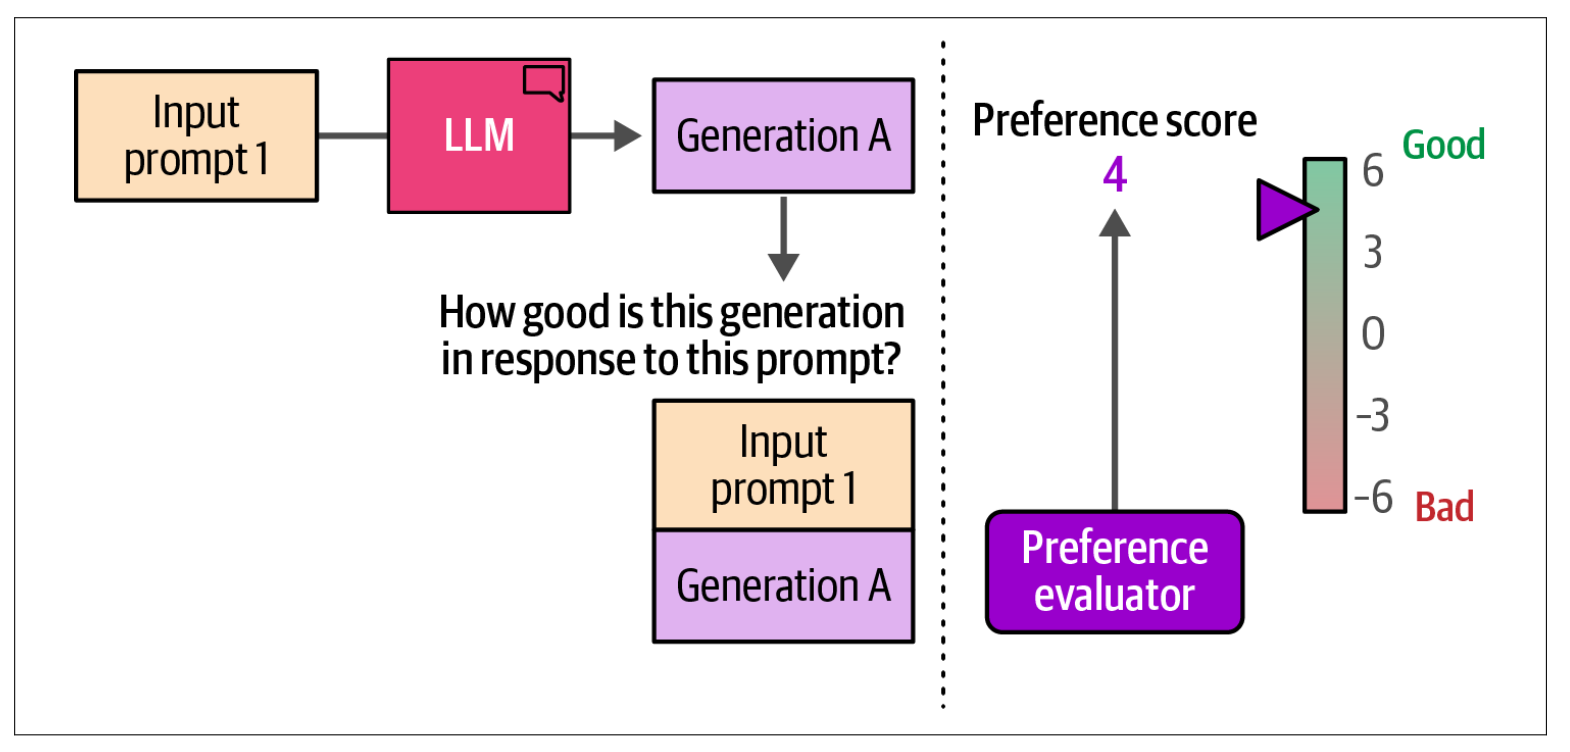 Input
prompt 1
LLM
Generation A
How good is this generation
in response to this prompt?
Input
prompt 1
Generation A
Preference score
4
Preference
evaluator
Good
6
3
0
–3
–6
Bad